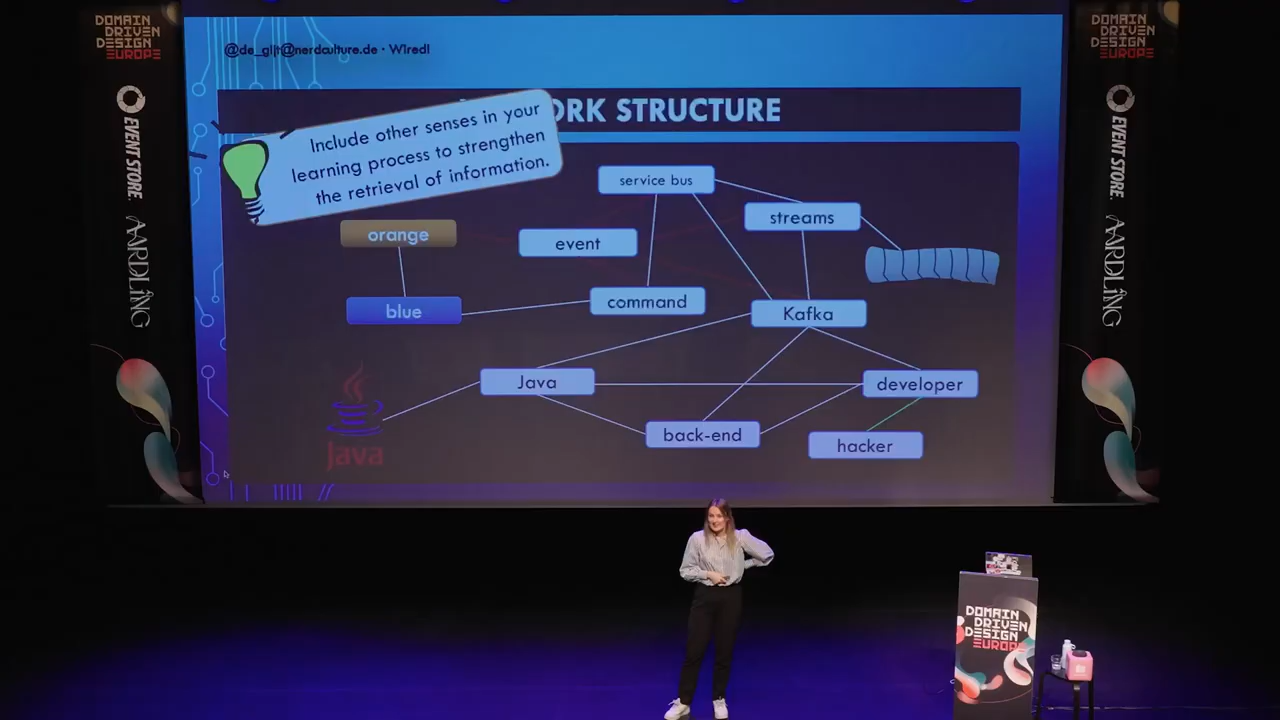 DOMAIN
DRIVEN
DESIGN
EUROPE
EVENT STORE.
AARDLING
@de_gljt@nerdculture.de · W1redl
ORK STRUCTURE
Include other senses in your
learning process to strengthen
the retrieval of information.
service bus
streams
orange
event
command
blue
Kafka
Java
developer
back-end
hacker
Java
DOMAIN
DRIVEN
DESIGN
EUROPE
EVENT STORE.
AARDLING
DOMAIN
DRIVEN
DESIGN
EUROPE